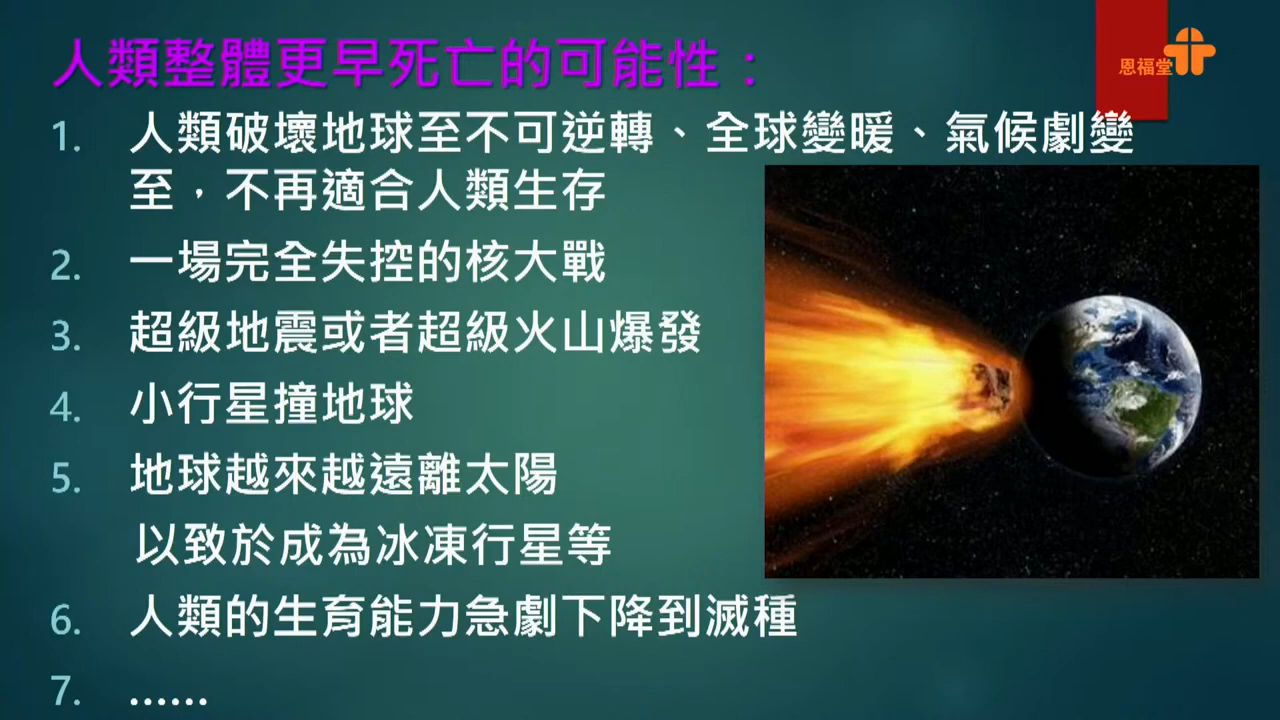 人類整體更早死亡的可能性：
恩福堂
1. 人類破壞地球至不可逆轉、全球變暖、氣候劇變
至，不再適合人類生存
2. 一場完全失控的核大戰
3. 超級地震或者超級火山爆發
4. 小行星撞地球
5. 地球越來越遠離太陽
以致於成為冰凍行星等
6. 人類的生育能力急劇下降到滅種
7. ……